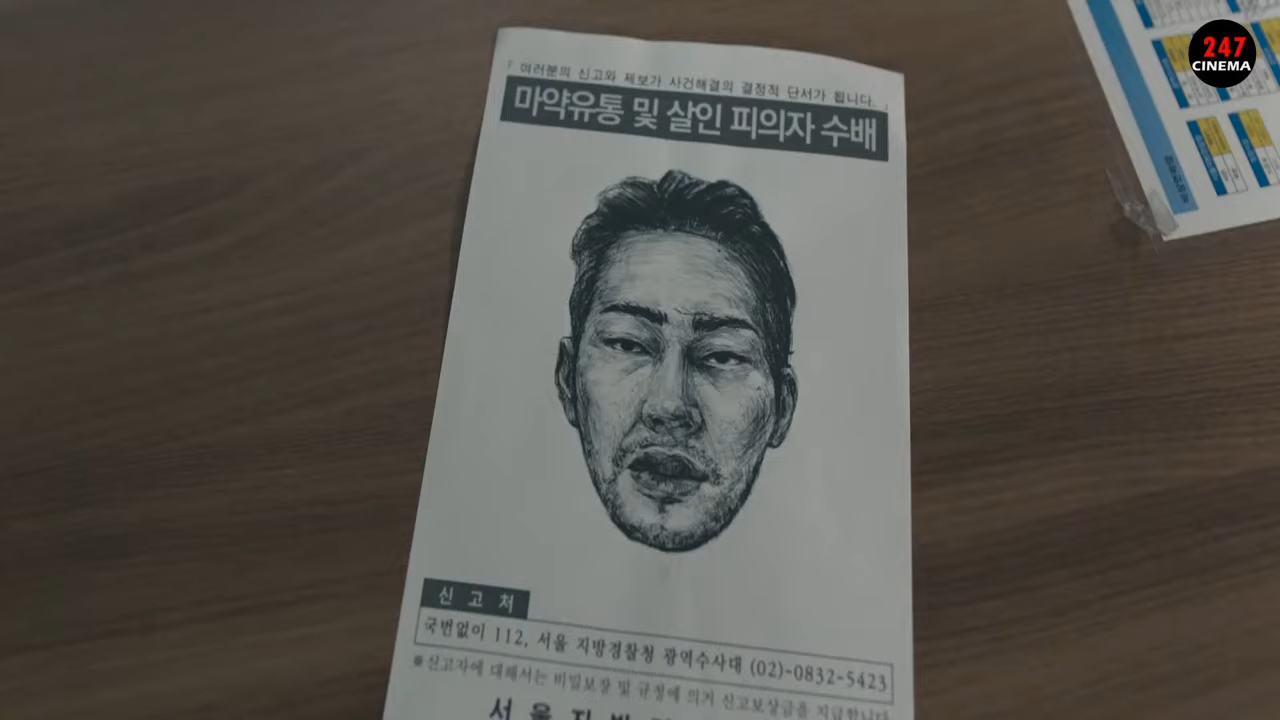 247
CINEMA
「여러분의 신고와 제보가 사건해결의 결정적 단서가 됩니다.」
마약유통 및 살인 피의자 수배
신고처
국번없이 112, 서울 지방경찰청 광역수사대 (02)-0832-5423
※신고자에 대해서는 비밀보장 및 규정에 의거 신고보상금을 지급합니다
서 울 지 방